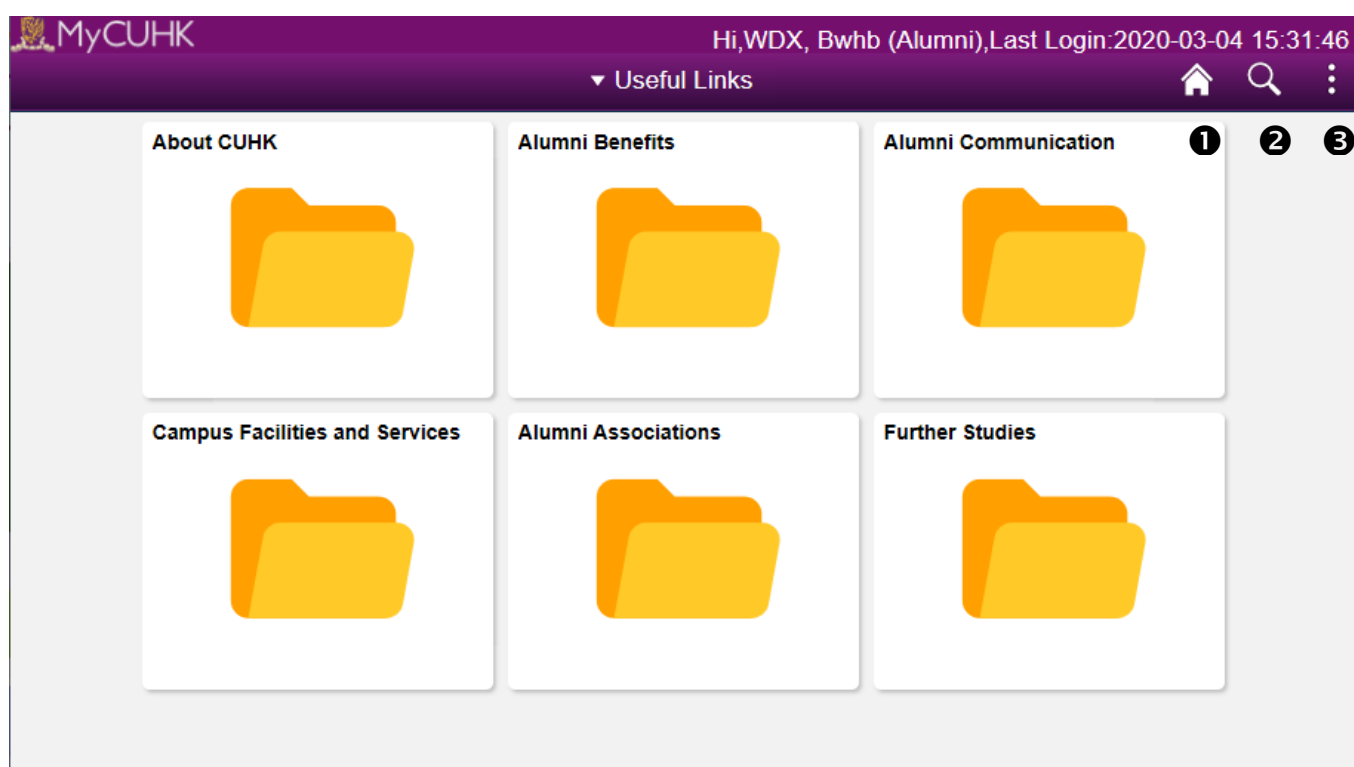 MyCUHK
Hi,WDX, Bwhb (Alumni),Last Login:2020-03-04 15:31:46
▼ Useful Links
About CUHK
Alumni Benefits
Alumni Communication
❶ ❷ ❸
Campus Facilities and Services
Alumni Associations
Further Studies